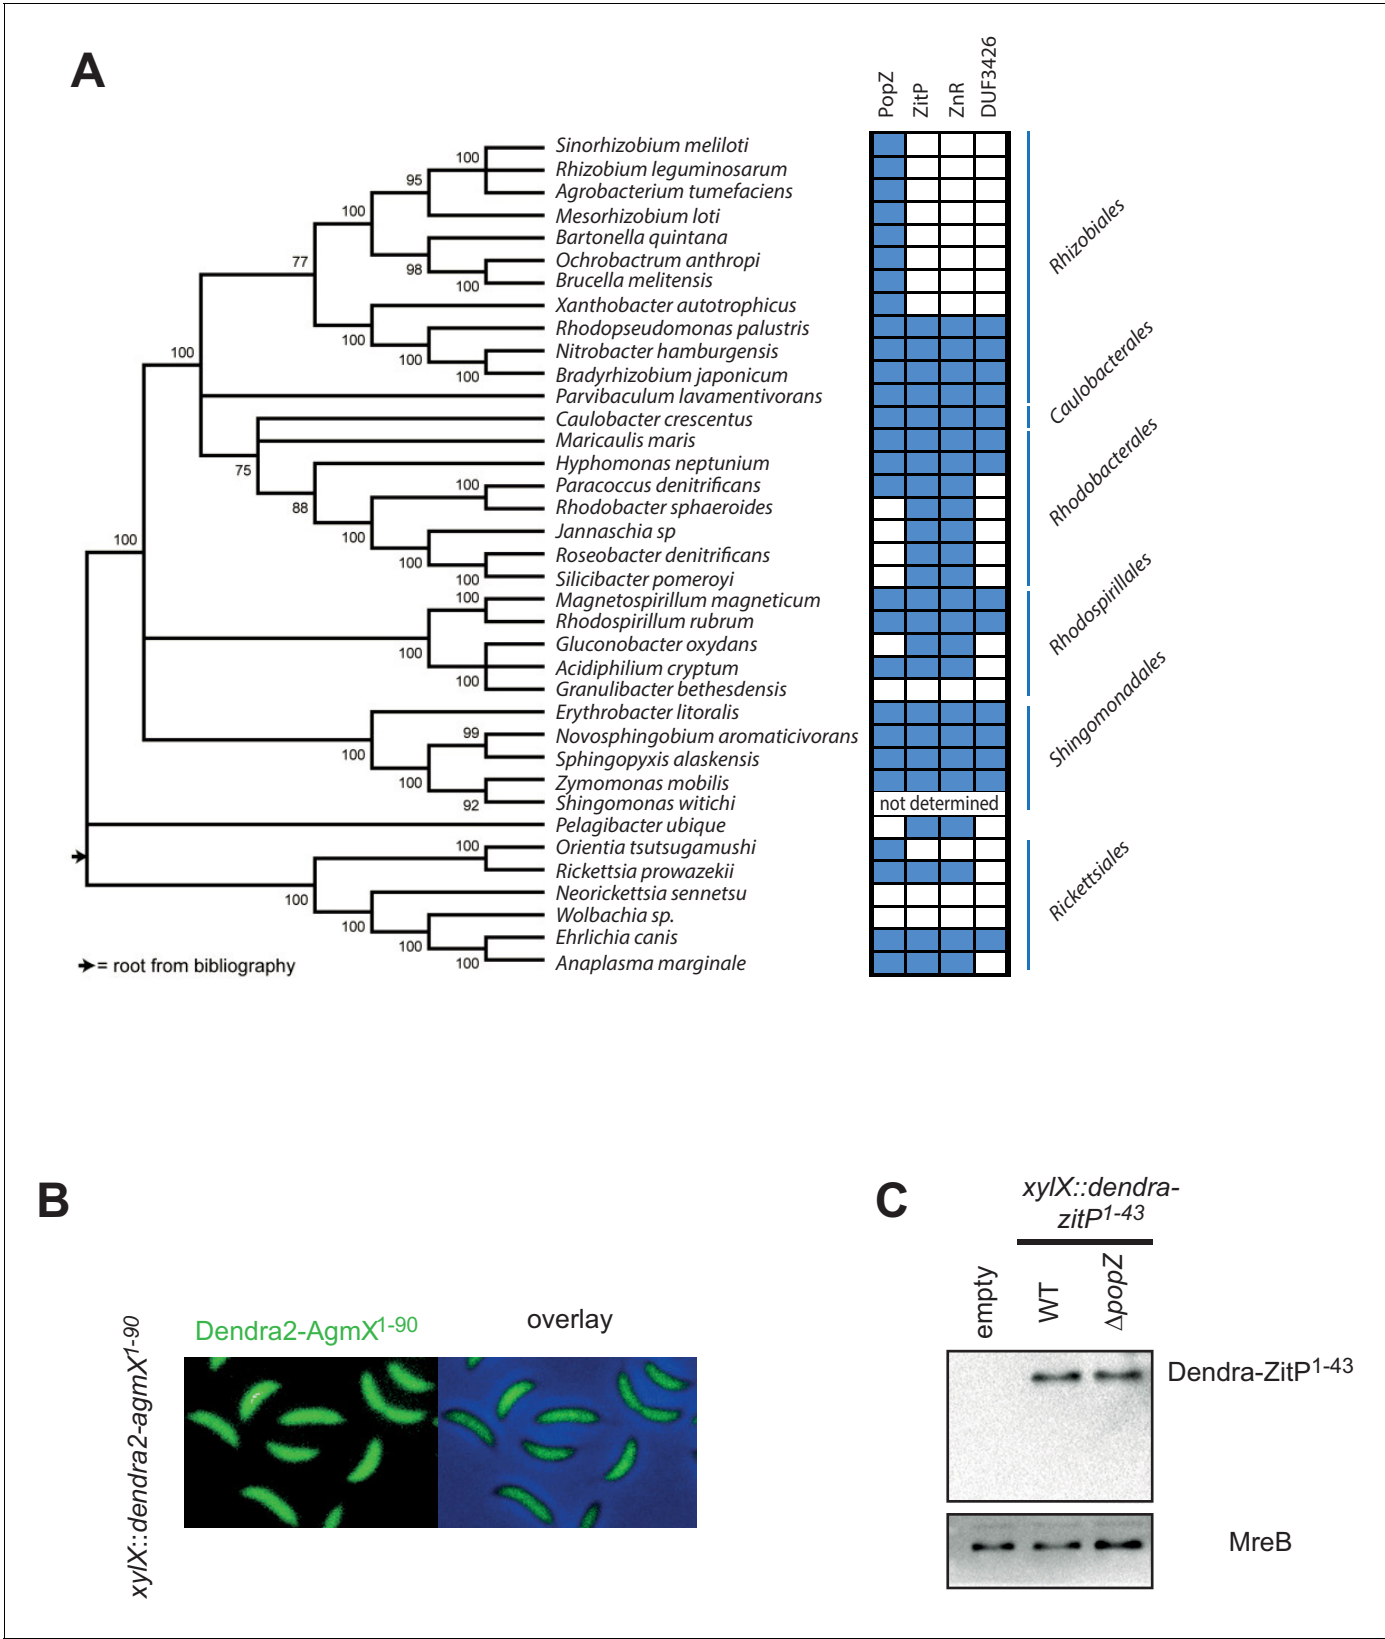 A
PopZ
ZitP
ZnR
DUF3426
Sinorhizobium meliloti
Rhizobium leguminosarum
Agrobacterium tumefaciens
Mesorhizobium loti
Bartonella quintana
Ochrobactrum anthropi
Brucella melitensis
Xanthobacter autotrophicus
Rhodopseudomonas palustris
Nitrobacter hamburgensis
Bradyrhizobium japonicum
Parvibaculum lavamentivorans
Caulobacter crescentus
Maricaulis maris
Hyphomonas neptunium
Paracoccus denitrificans
Rhodobacter sphaeroides
Jannaschia sp
Roseobacter denitrificans
Silicibacter pomeroyi
Magnetospirillum magneticum
Rhodospirillum rubrum
Gluconobacter oxydans
Acidiphilium cryptum
Granulibacter bethesdensis
Erythrobacter litoralis
Novosphingobium aromaticivorans
Sphingopyxis alaskensis
Zymomonas mobilis
Shingomonas witichi
not determined
Pelagibacter ubique
Orientia tsutsugamushi
Rickettsia prowazekii
Neorickettsia sennetsu
Wolbachia sp.
Ehrlichia canis
Anaplasma marginale
100
95
100
77
98
100
100
100
100
100
75
100
88
100
100
100
100
100
100
100
99
100
100
92
100
100
100
100
100
= root from bibliography
Rhizobiales
Caulobacterales
Rhodobacterales
Rhodospirillales
Shingomonadales
Rickettsiales
B
xylX::dendra2-agmX1-90
Dendra2-AgmX1-90
overlay
C
xylX::dendra-
zitP1-43
empty
WT
ΔpopZ
Dendra-ZitP1-43
MreB